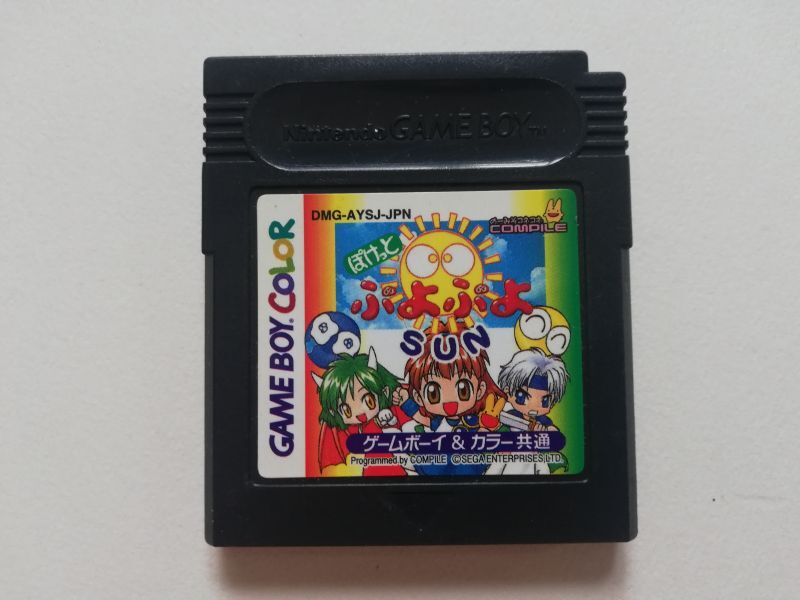 Nintendo GAME BOY TM
DMG-AYSJ-JPN
COMPILE
GAME BOY COLOR
ぽけっと
ぷよぷよ
SUN
ゲームボーイ & カラー共通
Programmed by COMPILE ©SEGA ENTERPRISES,LTD.